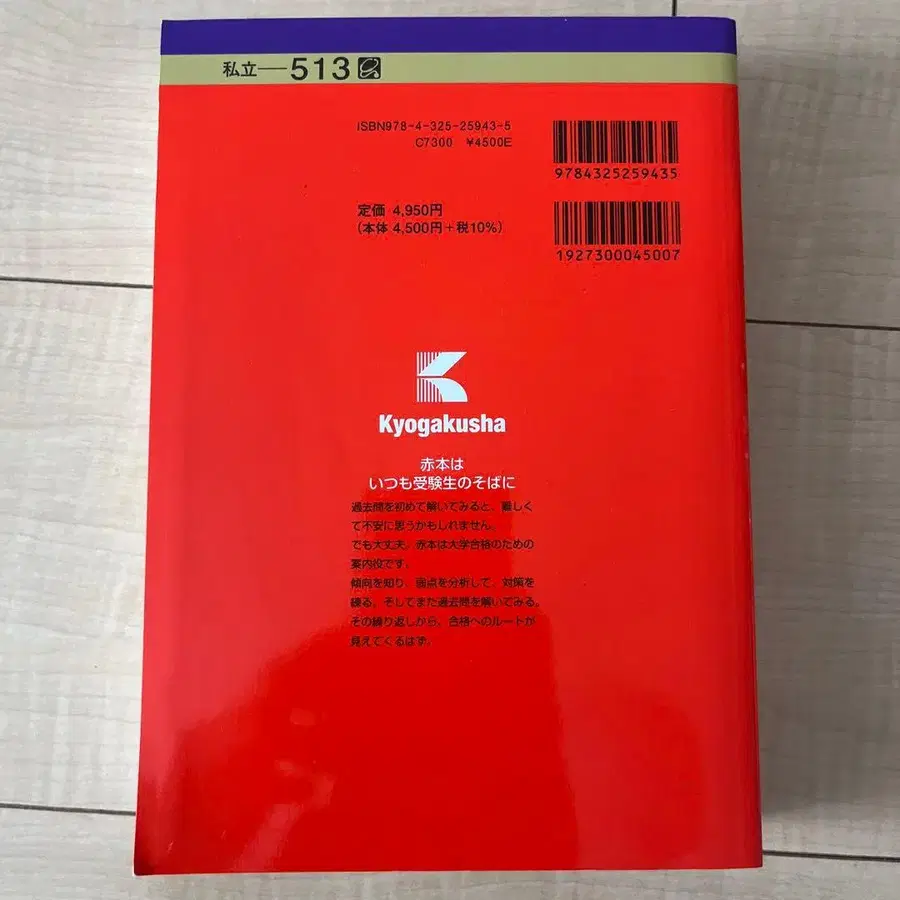 私立―513
ISBN978-4-325-25943-5
C7300 ¥4500E
9784325259435
定価 4,950円
(本体 4,500円+税10%)
1927300045007
Kyogakusha
赤本は
いつも受験生のそばに
過去問を初めて解いてみると、難しく
て不安に思うかもしれません。
でも大丈夫。赤本は大学合格のための
案内役です。
傾向を知り、弱点を分析して、対策を
練る、そしてまた過去問を解いてみる。
その繰り返しから、合格へのルートが
見えてくるはず。